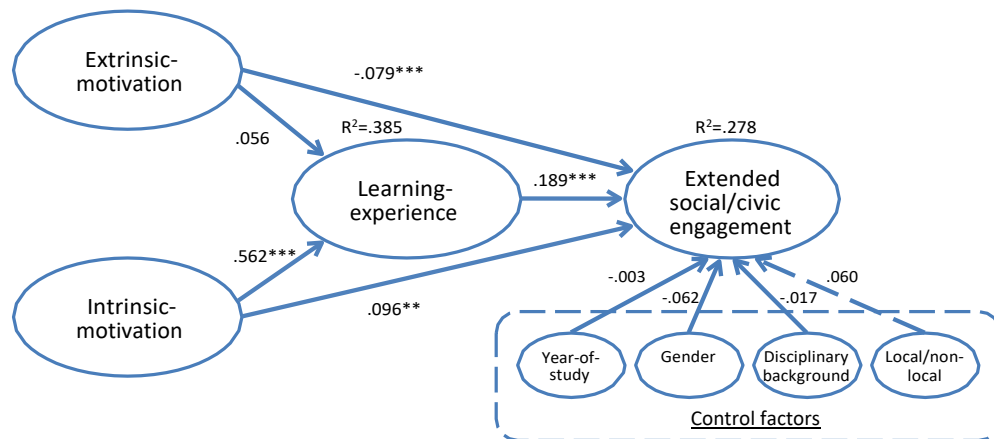 Extrinsic-
motivation
-.079***
.056
R²=.385
R²=.278
Learning-
experience
.189***
Extended
social/civic
engagement
.562***
Intrinsic-
motivation
.096**
-.003
-.062
-.017
.060
Year-of-
study
Gender
Disciplinary
background
Local/non-
local
Control factors